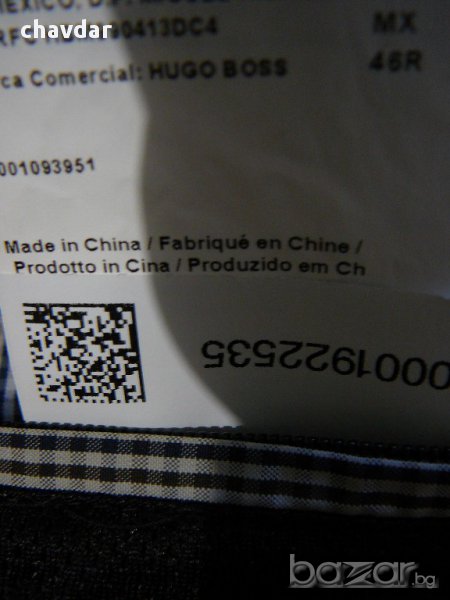 chavdar
MX
46R
Comercial: HUGO BOSS
001093951
Made in China / Fabriqué en Chine /
Prodotto in Cina / Produzido em Ch
0001922535
bazar.bg